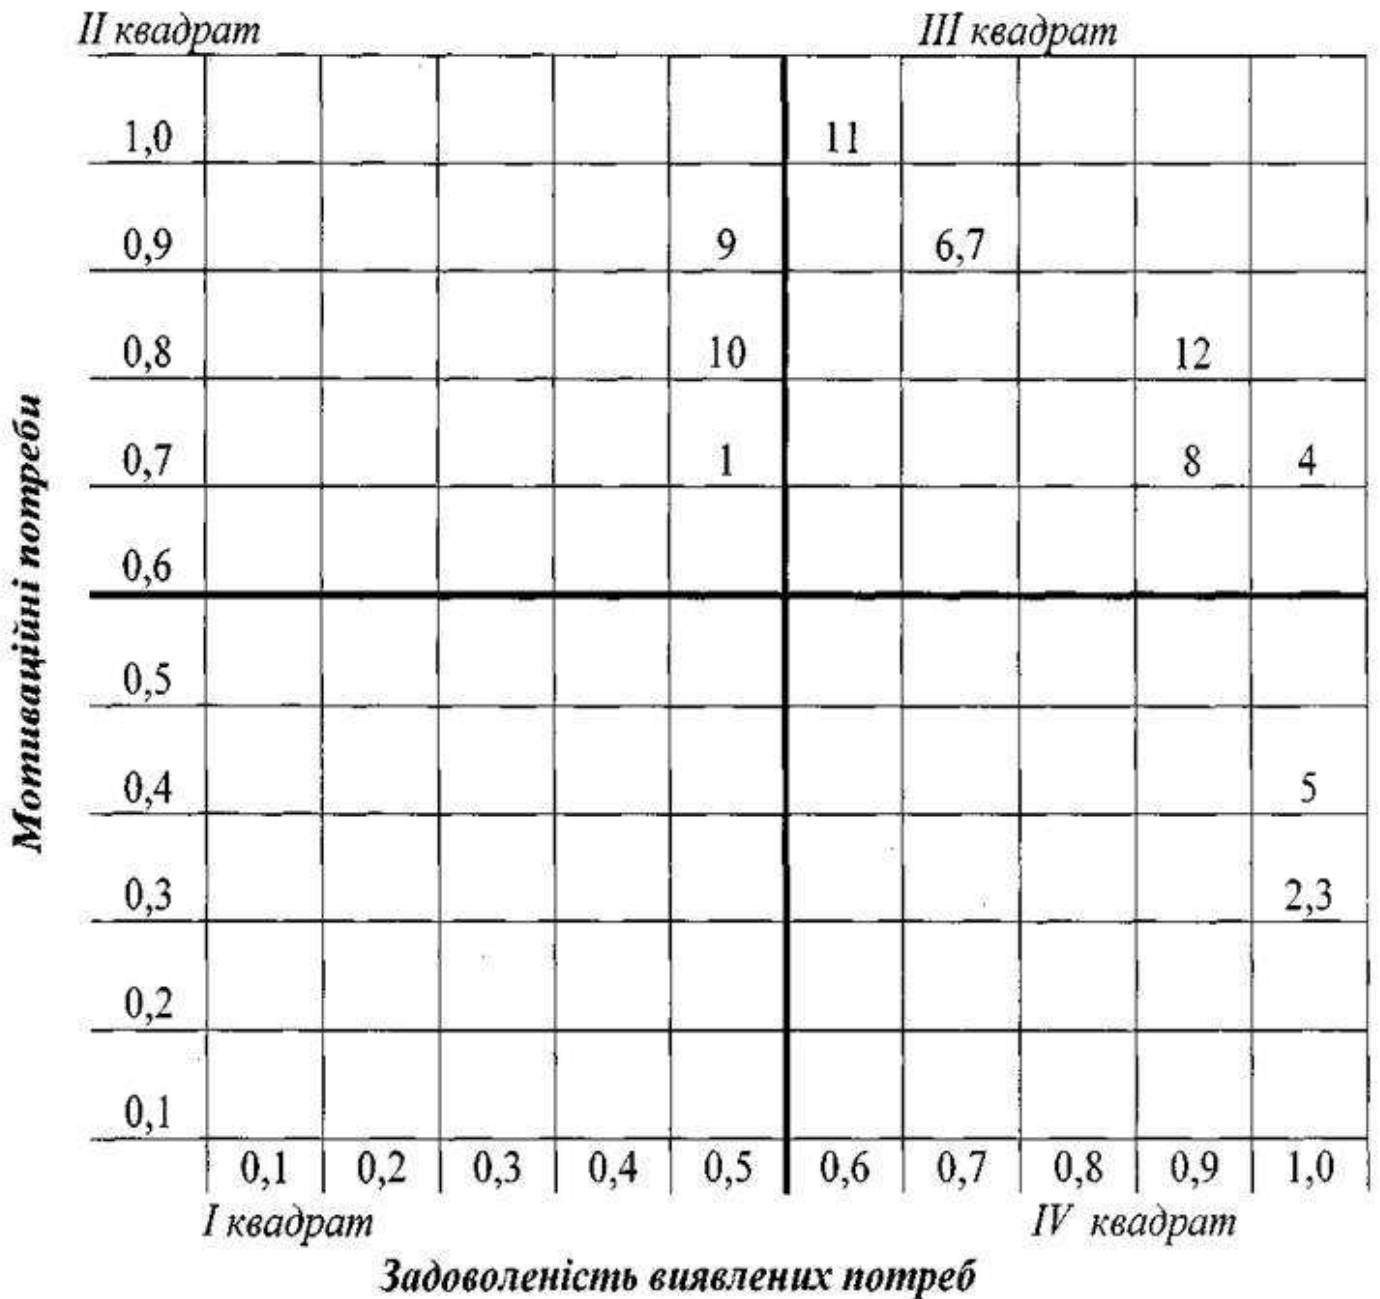 II квадрат III квадрат
1,0 11
0,9 9 6,7
0,8 10 12
0,7 1 8 4
0,6
0,5
0,4 5
0,3 2,3
0,2
0,1
0,1 0,2 0,3 0,4 0,5 0,6 0,7 0,8 0,9 1,0
I квадрат IV квадрат
Задоволеність виявлених потреб
Мотиваційні потреби